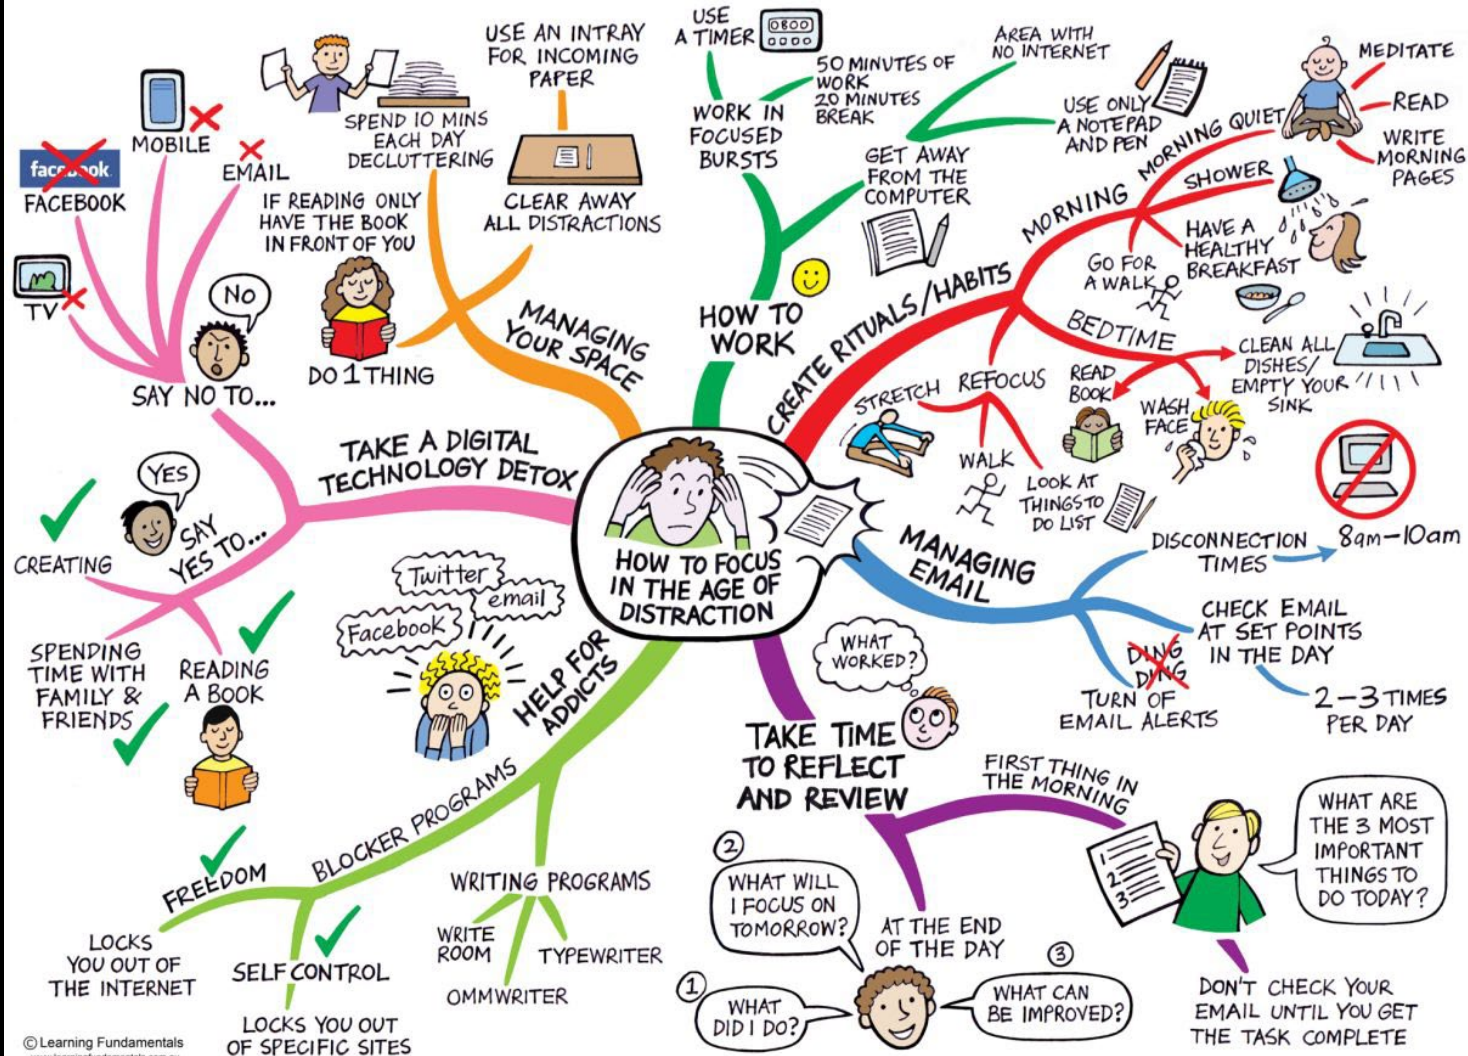 HOW TO FOCUS
IN THE AGE OF
DISTRACTION
USE
A TIMER
0800
WORK IN
FOCUSED
BURSTS
50 MINUTES OF
WORK
20 MINUTES
BREAK
AREA WITH
NO INTERNET
USE ONLY
A NOTEPAD
AND PEN
GET AWAY
FROM THE
COMPUTER
HOW TO
WORK
CREATE RITUALS/HABITS
MORNING
MORNING QUIET
MEDITATE
READ
WRITE
MORNING
PAGES
SHOWER
HAVE A
HEALTHY
BREAKFAST
GO FOR
A WALK
BEDTIME
CLEAN ALL
DISHES/
EMPTY YOUR
SINK
READ
BOOK
WASH
FACE
REFOCUS
STRETCH
WALK
LOOK AT
THINGS TO
DO LIST
MANAGING
EMAIL
DISCONNECTION
TIMES
8am-10am
CHECK EMAIL
AT SET POINTS
IN THE DAY
2-3 TIMES
PER DAY
DING
DING
TURN OF
EMAIL ALERTS
WHAT
WORKED?
TAKE TIME
TO REFLECT
AND REVIEW
FIRST THING IN
THE MORNING
1
2
3
WHAT ARE
THE 3 MOST
IMPORTANT
THINGS TO
DO TODAY?
DON'T CHECK YOUR
EMAIL UNTIL YOU GET
THE TASK COMPLETE
AT THE END
OF THE DAY
1
WHAT
DID I DO?
2
WHAT WILL
I FOCUS ON
TOMORROW?
3
WHAT CAN
BE IMPROVED?
HELP FOR
ADDICTS
Twitter
email
Facebook
BLOCKER PROGRAMS
FREEDOM
LOCKS
YOU OUT OF
THE INTERNET
SELF CONTROL
LOCKS YOU OUT
OF SPECIFIC SITES
WRITING PROGRAMS
WRITE
ROOM
OMMWRITER
TYPEWRITER
TAKE A DIGITAL
TECHNOLOGY DETOX
NO
SAY NO TO...
TV
facebook
FACEBOOK
MOBILE
EMAIL
YES
SAY
YES TO...
CREATING
SPENDING
TIME WITH
FAMILY &
FRIENDS
READING
A BOOK
MANAGING
YOUR SPACE
SPEND 10 MINS
EACH DAY
DECLUTTERING
USE AN INTRAY
FOR INCOMING
PAPER
CLEAR AWAY
ALL DISTRACTIONS
IF READING ONLY
HAVE THE BOOK
IN FRONT OF YOU
DO 1 THING
© Learning Fundamentals